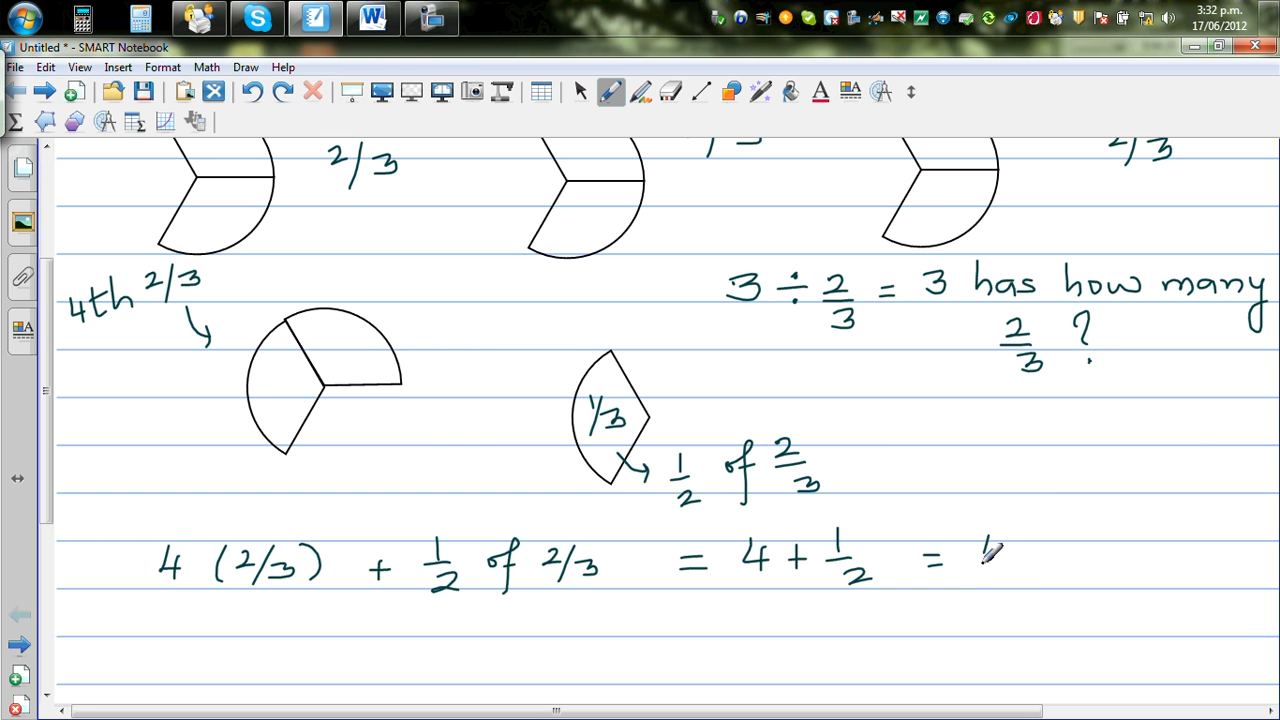 3:32 p.m.
17/06/2012
Untitled * - SMART Notebook
File Edit View Insert Format Math Draw Help
2/3
2/3
4th 2/3
3 ÷ 2/3 = 3 has how many
2/3 ?
1/3
1/2 of 2/3
4 (2/3) + 1/2 of 2/3 = 4 + 1/2 =